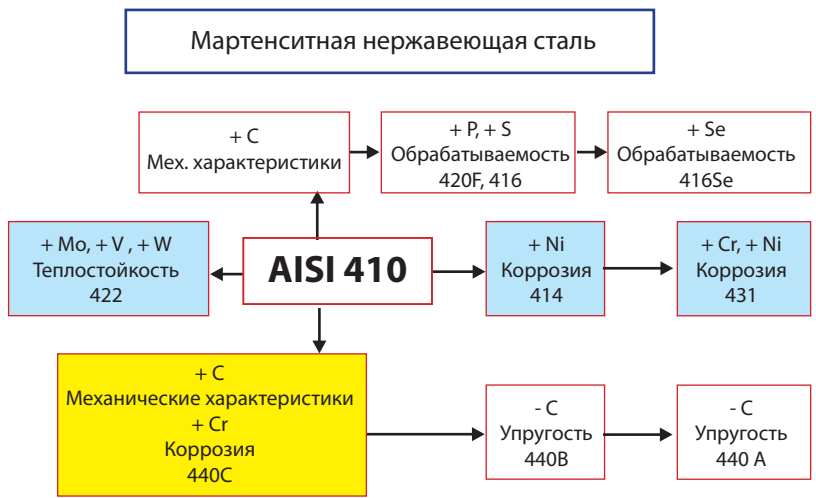 Мартенситная нержавеющая сталь
+ C
Мех. характеристики
+ P, + S
Обрабатываемость
420F, 416
+ Se
Обрабатываемость
416Se
+ Mo, + V , + W
Теплостойкость
422
AISI 410
+ Ni
Коррозия
414
+ Cr, + Ni
Коррозия
431
+ C
Механические характеристики
+ Cr
Коррозия
440C
- C
Упругость
440B
- C
Упругость
440 A